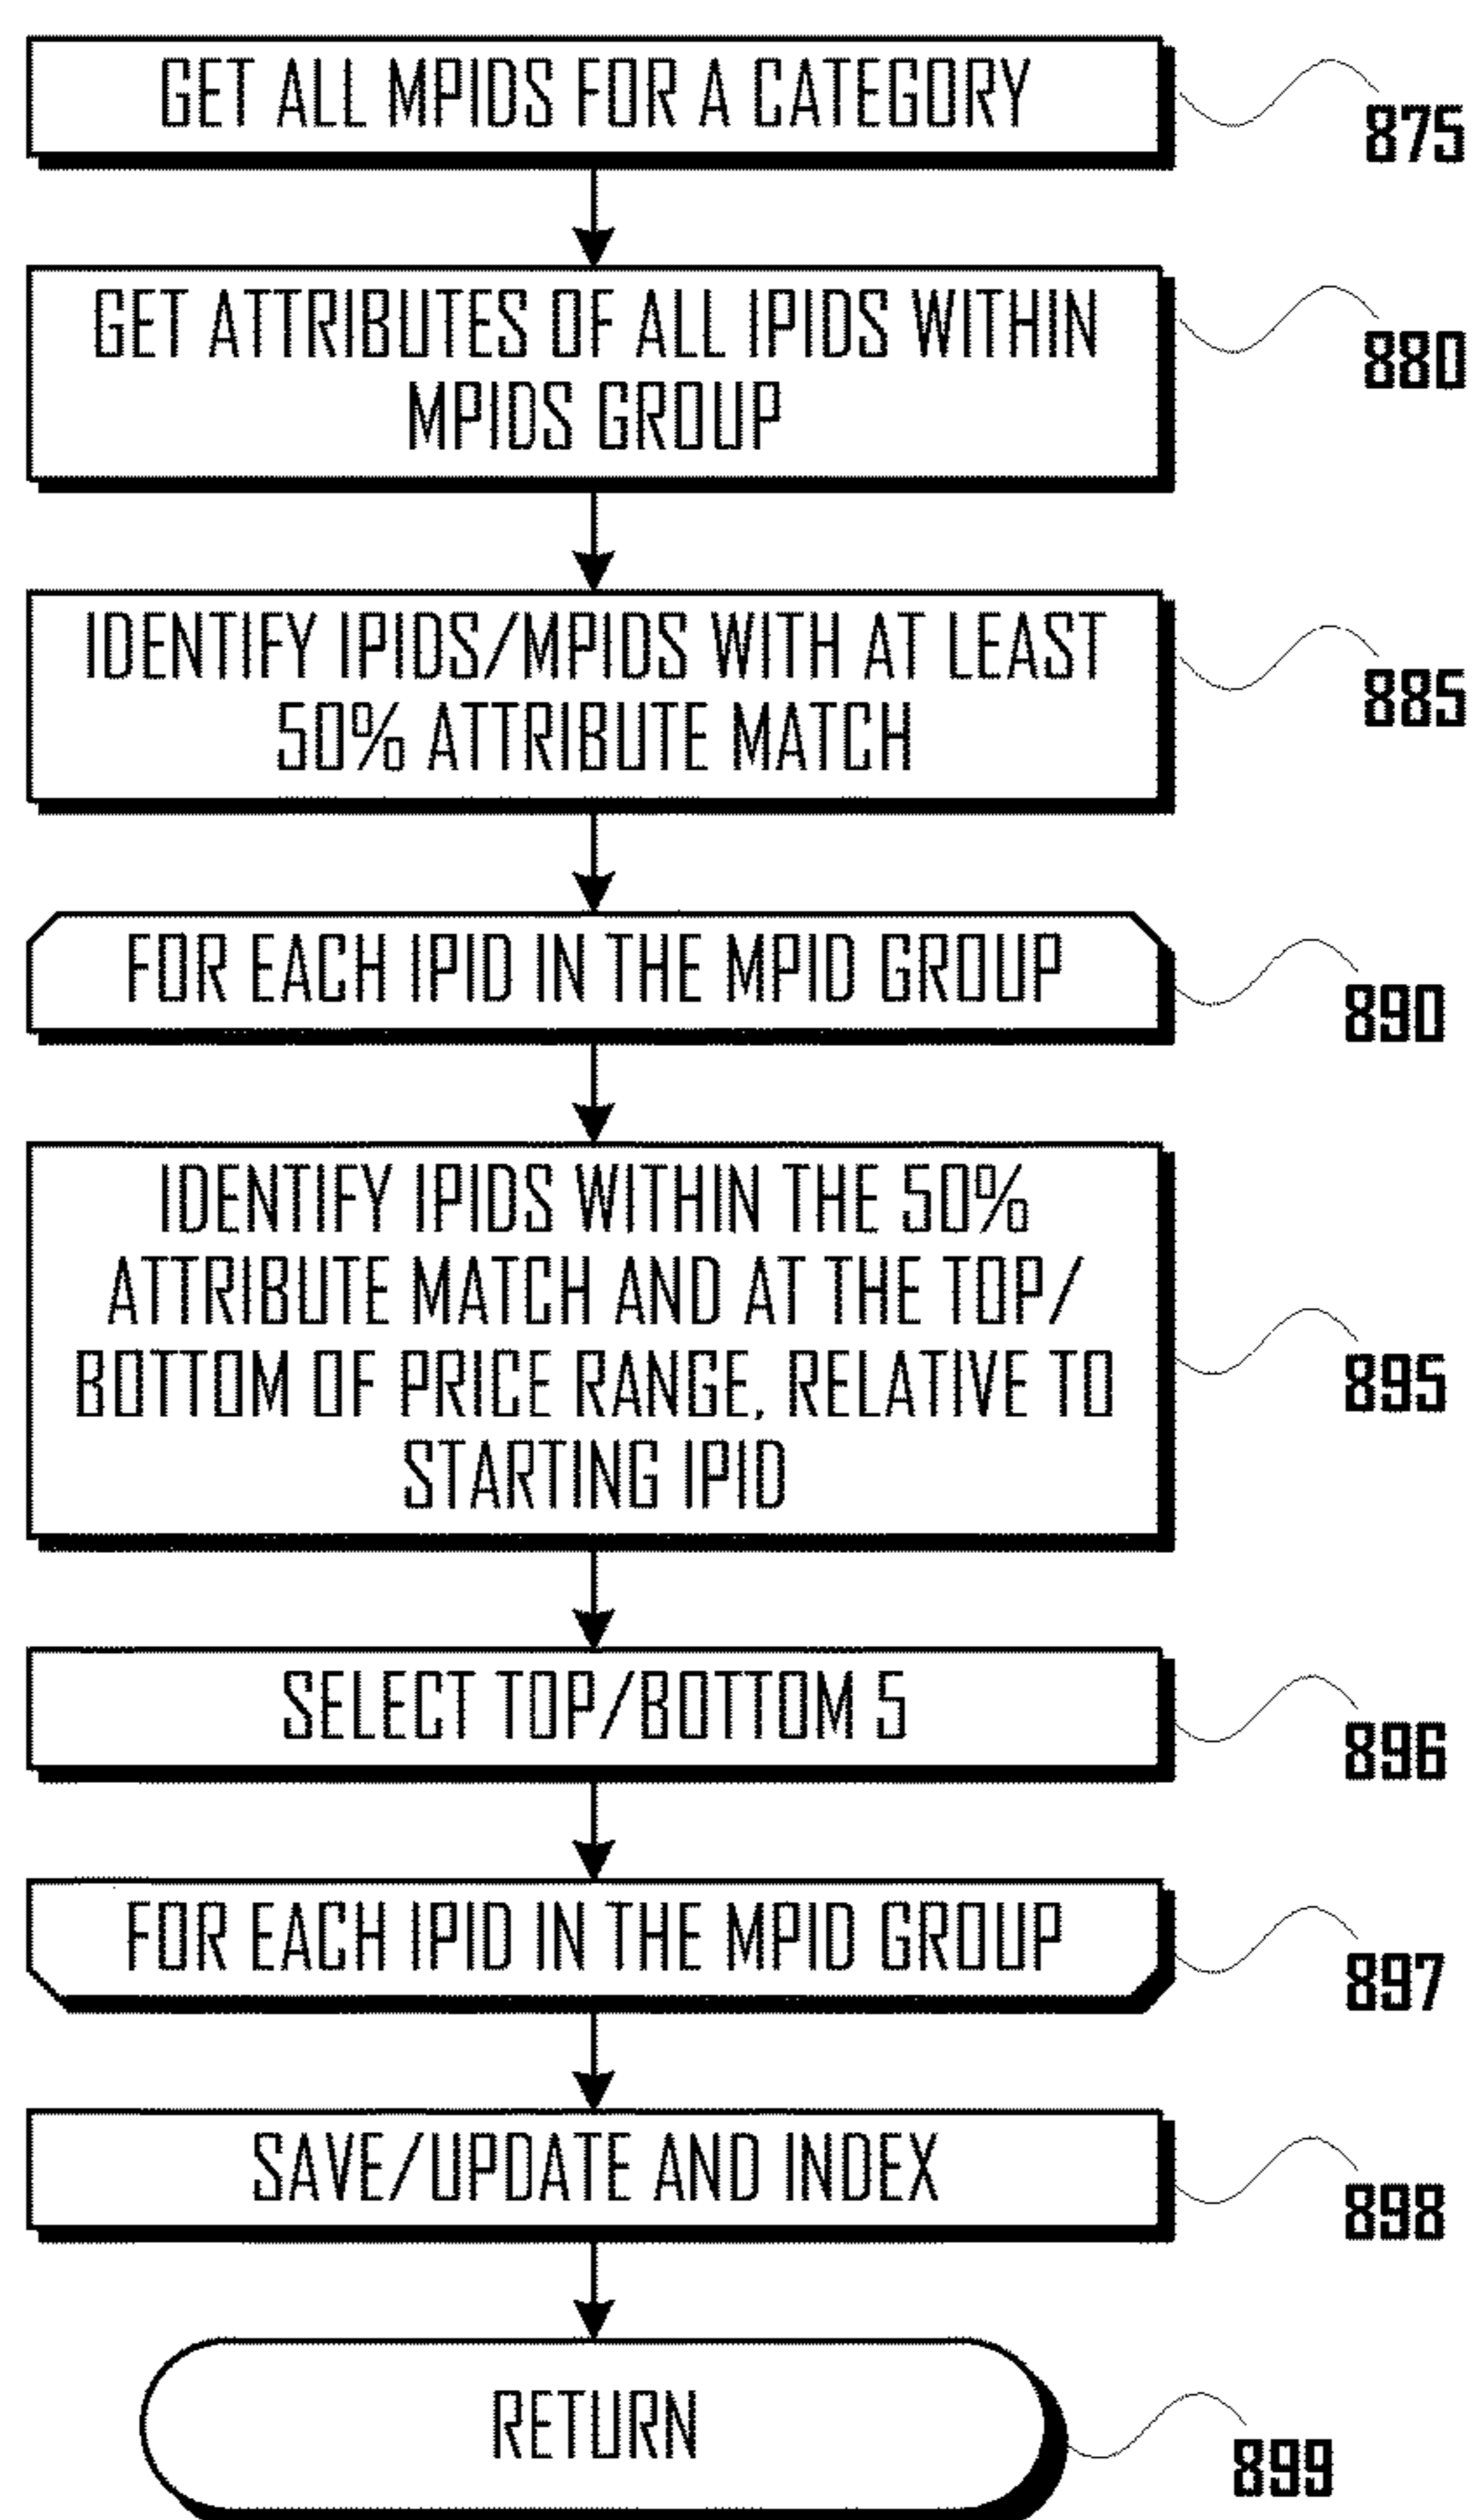 GET ALL MPIDS FOR A CATEGORY
875
GET ATTRIBUTES OF ALL IPIDS WITHIN
MPIDS GROUP
880
IDENTIFY IPIDS/MPIDS WITH AT LEAST
50% ATTRIBUTE MATCH
885
FOR EACH IPID IN THE MPID GROUP
890
IDENTIFY IPIDS WITHIN THE 50%
ATTRIBUTE MATCH AND AT THE TOP/
BOTTOM OF PRICE RANGE, RELATIVE TO
STARTING IPID
895
SELECT TOP/BOTTOM 5
896
FOR EACH IPID IN THE MPID GROUP
897
SAVE/UPDATE AND INDEX
898
RETURN
899